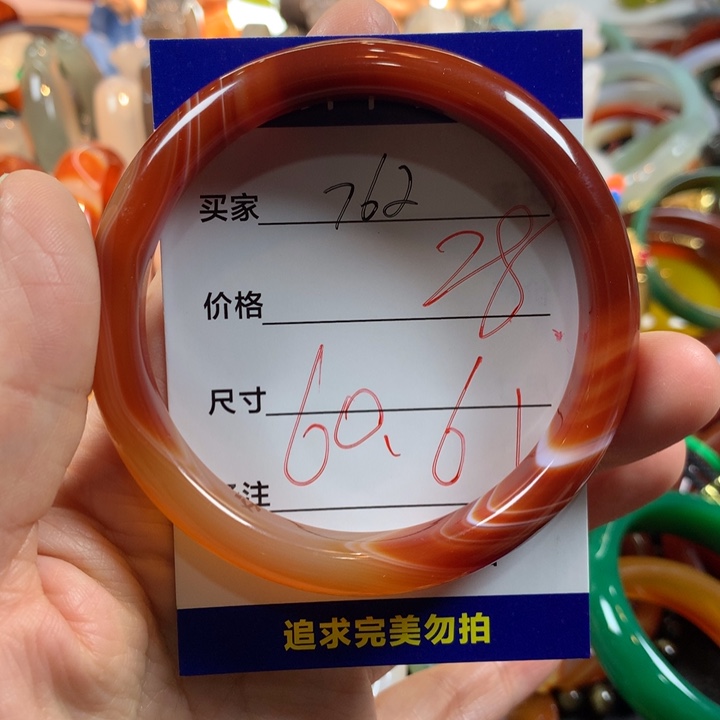 买家 762
价格 28
尺寸 60、61
注
追求完美勿拍